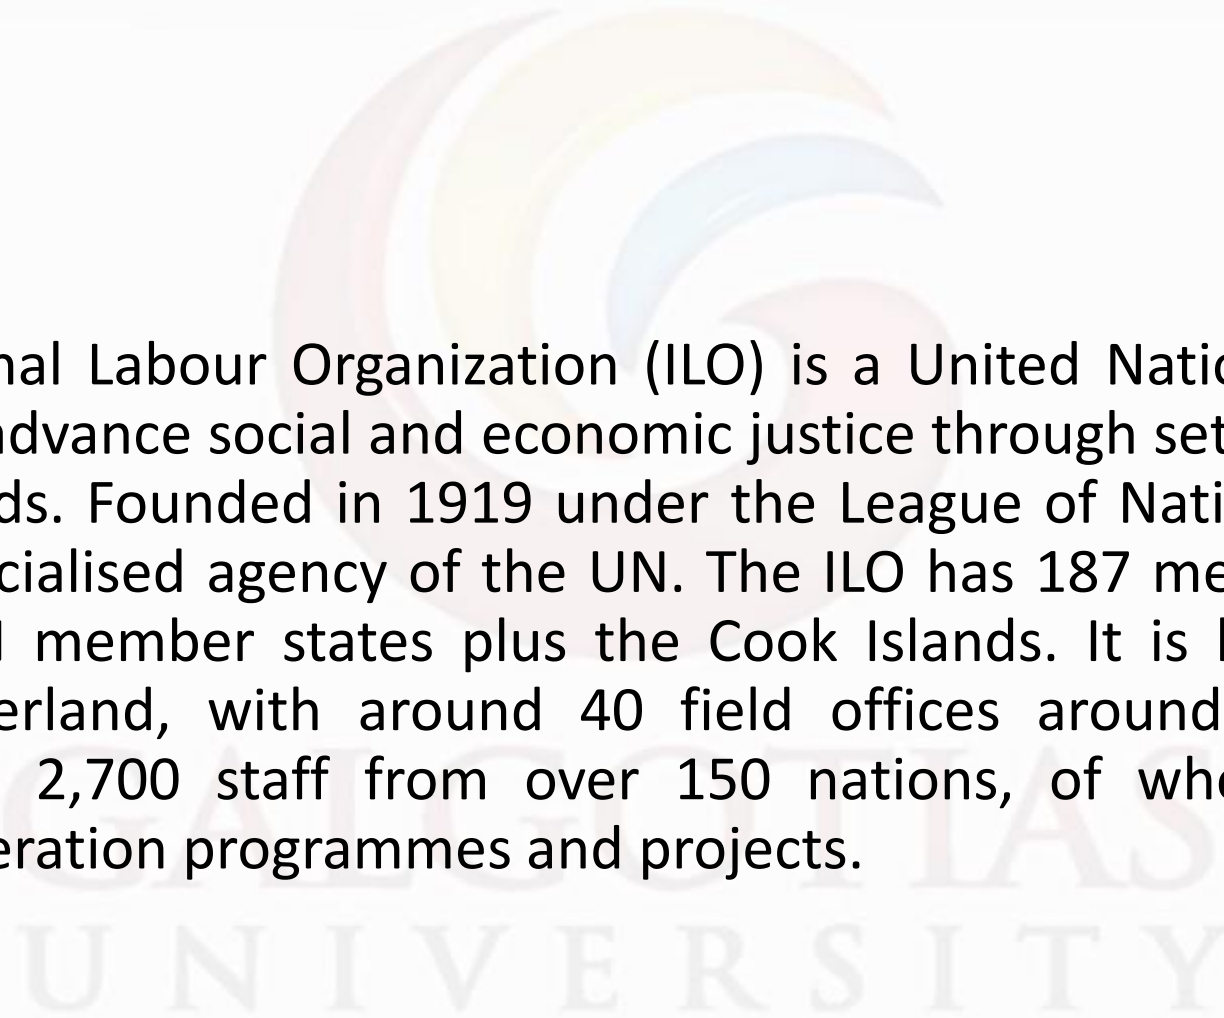 nal Labour Organization (ILO) is a United Natio
advance social and economic justice through set
ds. Founded in 1919 under the League of Nati
cialised agency of the UN. The ILO has 187 me
member states plus the Cook Islands. It is
erland, with around 40 field offices around
2,700 staff from over 150 nations, of who
eration programmes and projects.
GALGOTIAS
UNIVERSITY